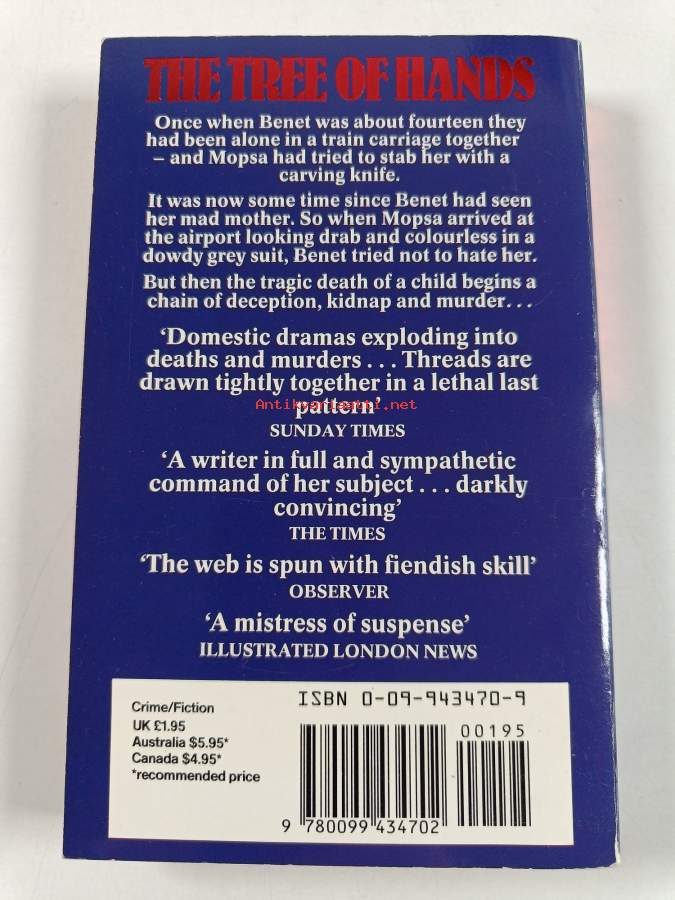 THE TREE OF HANDS
Once when Benet was about fourteen they
had been alone in a train carriage together
– and Mopsa had tried to stab her with a
carving knife.
It was now some time since Benet had seen
her mad mother. So when Mopsa arrived at
the airport looking drab and colourless in a
dowdy grey suit, Benet tried not to hate her.
But then the tragic death of a child begins a
chain of deception, kidnap and murder...
‘Domestic dramas exploding into
deaths and murders... Threads are
drawn tightly together in a lethal last
pattern’
Antikvariaatti.net
SUNDAY TIMES
‘A writer in full and sympathetic
command of her subject... darkly
convincing’
THE TIMES
‘The web is spun with fiendish skill’
OBSERVER
‘A mistress of suspense’
ILLUSTRATED LONDON NEWS
Crime/Fiction
UK £1.95
Australia $5.95*
Canada $4.95*
*recommended price
ISBN 0-09-943470-9
00195
9 780099 434702